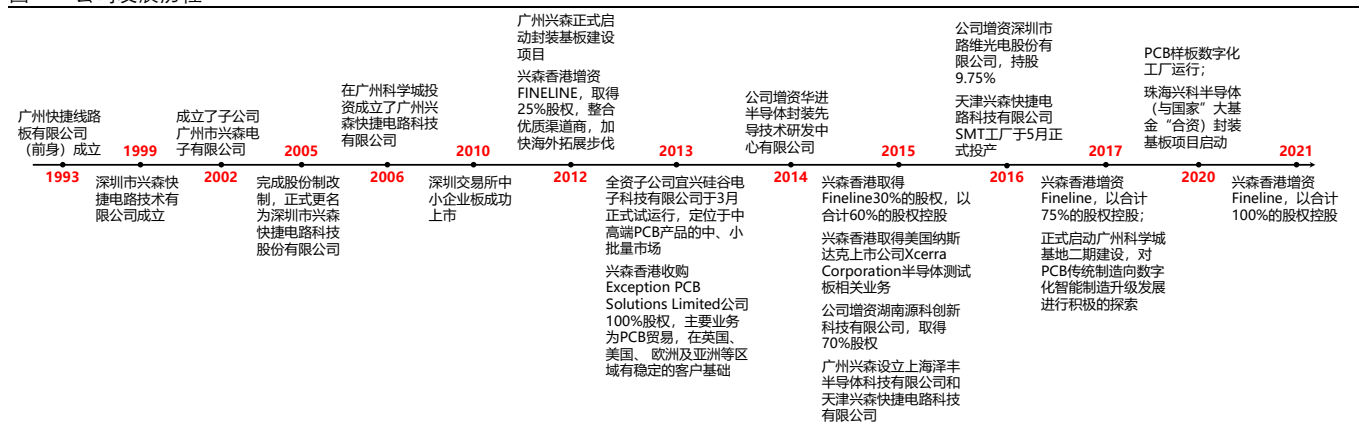 广州快捷线路
板有限公司
（前身）成立
1993
1999
深圳市兴森快
捷电路技术有
限公司成立
成立了子公司
广州市兴森电
子有限公司
2002
2005
完成股份制改
制，正式更名
为深圳市兴森
快捷电路科技
股份有限公司
在广州科学城投
资成立了广州兴
森快捷电路科技
有限公司
2006
2010
深圳交易所中
小企业板成功
上市
广州兴森正式启
动封装基板建设
项目
兴森香港增资
FINELINE，取得
25%股权，整合
优质渠道商，加
快海外拓展步伐
2012
2013
全资子公司宜兴硅谷电
子科技有限公司于3月
正式试运行，定位于中
高端PCB产品的中、小
批量市场
兴森香港收购
Exception PCB
Solutions Limited公司
100%股权，主要业务
为PCB贸易，在英国、
美国、 欧洲及亚洲等区
域有稳定的客户基础
公司增资华进
半导体封装先
导技术研发中
心有限公司
2014
2015
兴森香港取得
Fineline30%的股权，以
合计60%的股权控股
兴森香港取得美国纳斯
达克上市公司Xcerra
Corporation半导体测试
板相关业务
公司增资湖南源科创新
科技有限公司，取得
70%股权
广州兴森设立上海泽丰
半导体科技有限公司和
天津兴森快捷电路科技
有限公司
公司增资深圳市
路维光电股份有
限公司，持股
9.75%
天津兴森快捷电
路科技有限公司
SMT工厂于5月正
式投产
2016
2017
兴森香港增资
Fineline，以合计
75%的股权控股；
正式启动广州科学城
基地二期建设，对
PCB传统制造向数字
化智能制造升级发展
进行积极的探索
PCB样板数字化
工厂运行；
珠海兴科半导体
（与国家”大基
金“合资）封装
基板项目启动
2020
2021
兴森香港增资
Fineline，以合计
100%的股权控股